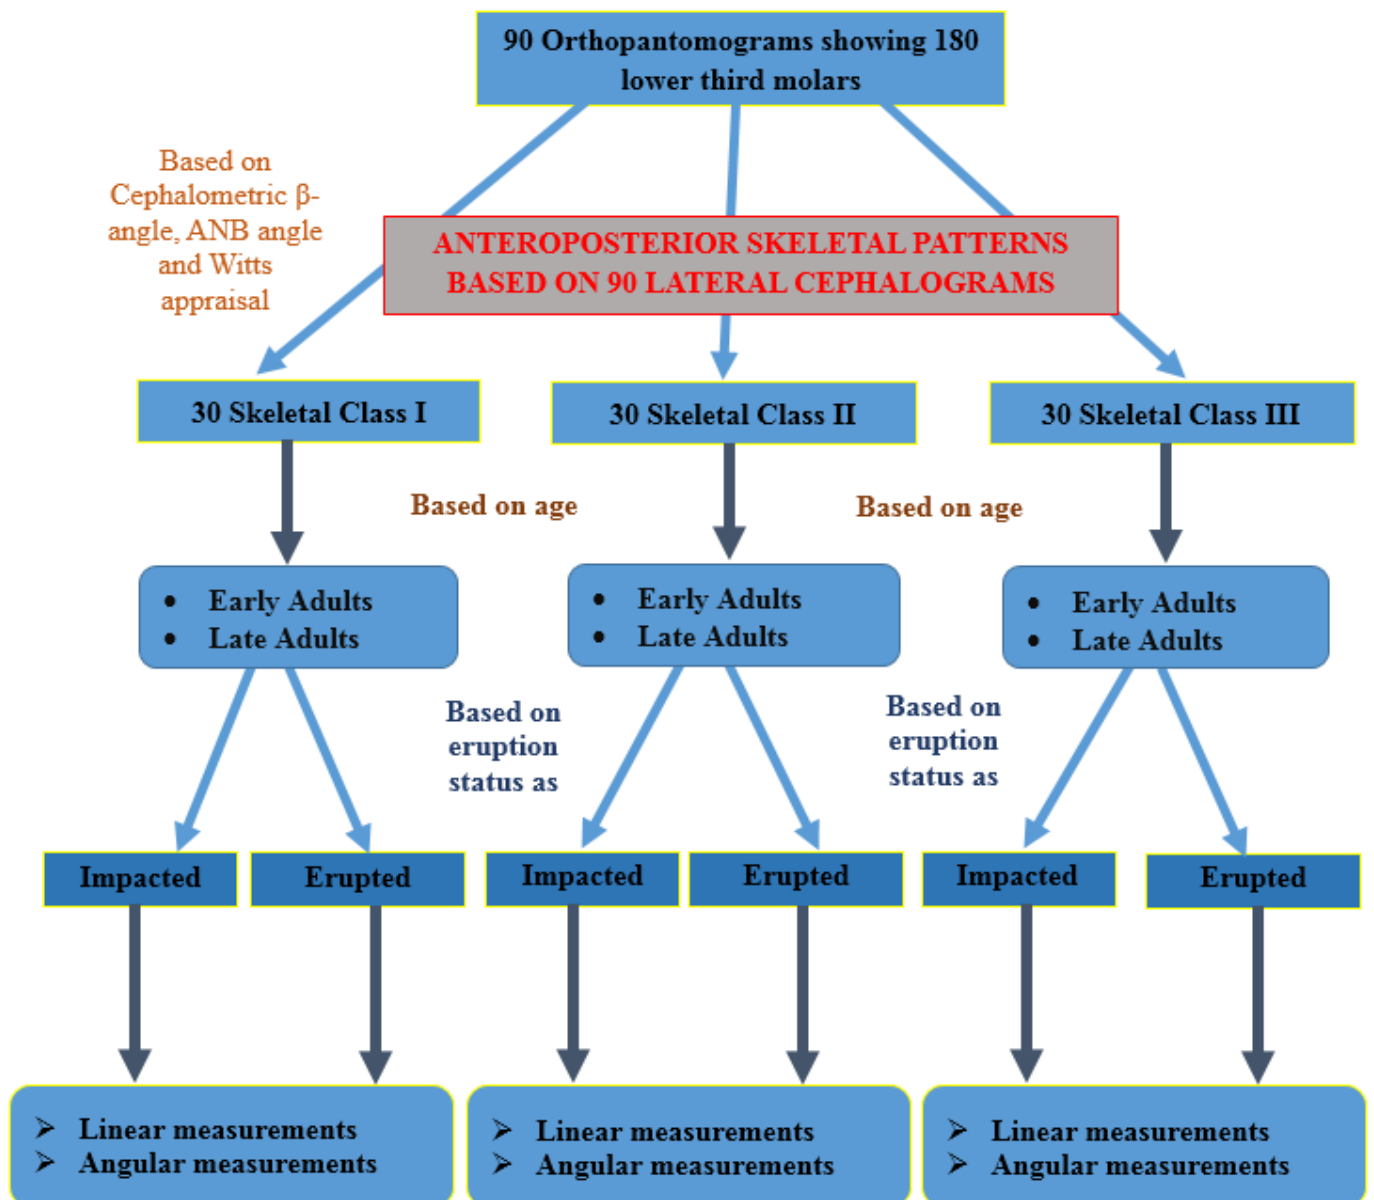 90 Orthopantomograms showing 180
lower third molars
Based on
Cephalometric β-
angle, ANB angle
and Witts
appraisal
ANTEROPOSTERIOR SKELETAL PATTERNS
BASED ON 90 LATERAL CEPHALOGRAMS
30 Skeletal Class I
30 Skeletal Class II
30 Skeletal Class III
Based on age
Based on age
• Early Adults
• Late Adults
• Early Adults
• Late Adults
• Early Adults
• Late Adults
Based on
eruption
status as
Based on
eruption
status as
Impacted
Erupted
Impacted
Erupted
Impacted
Erupted
➢ Linear measurements
➢ Angular measurements
➢ Linear measurements
➢ Angular measurements
➢ Linear measurements
➢ Angular measurements